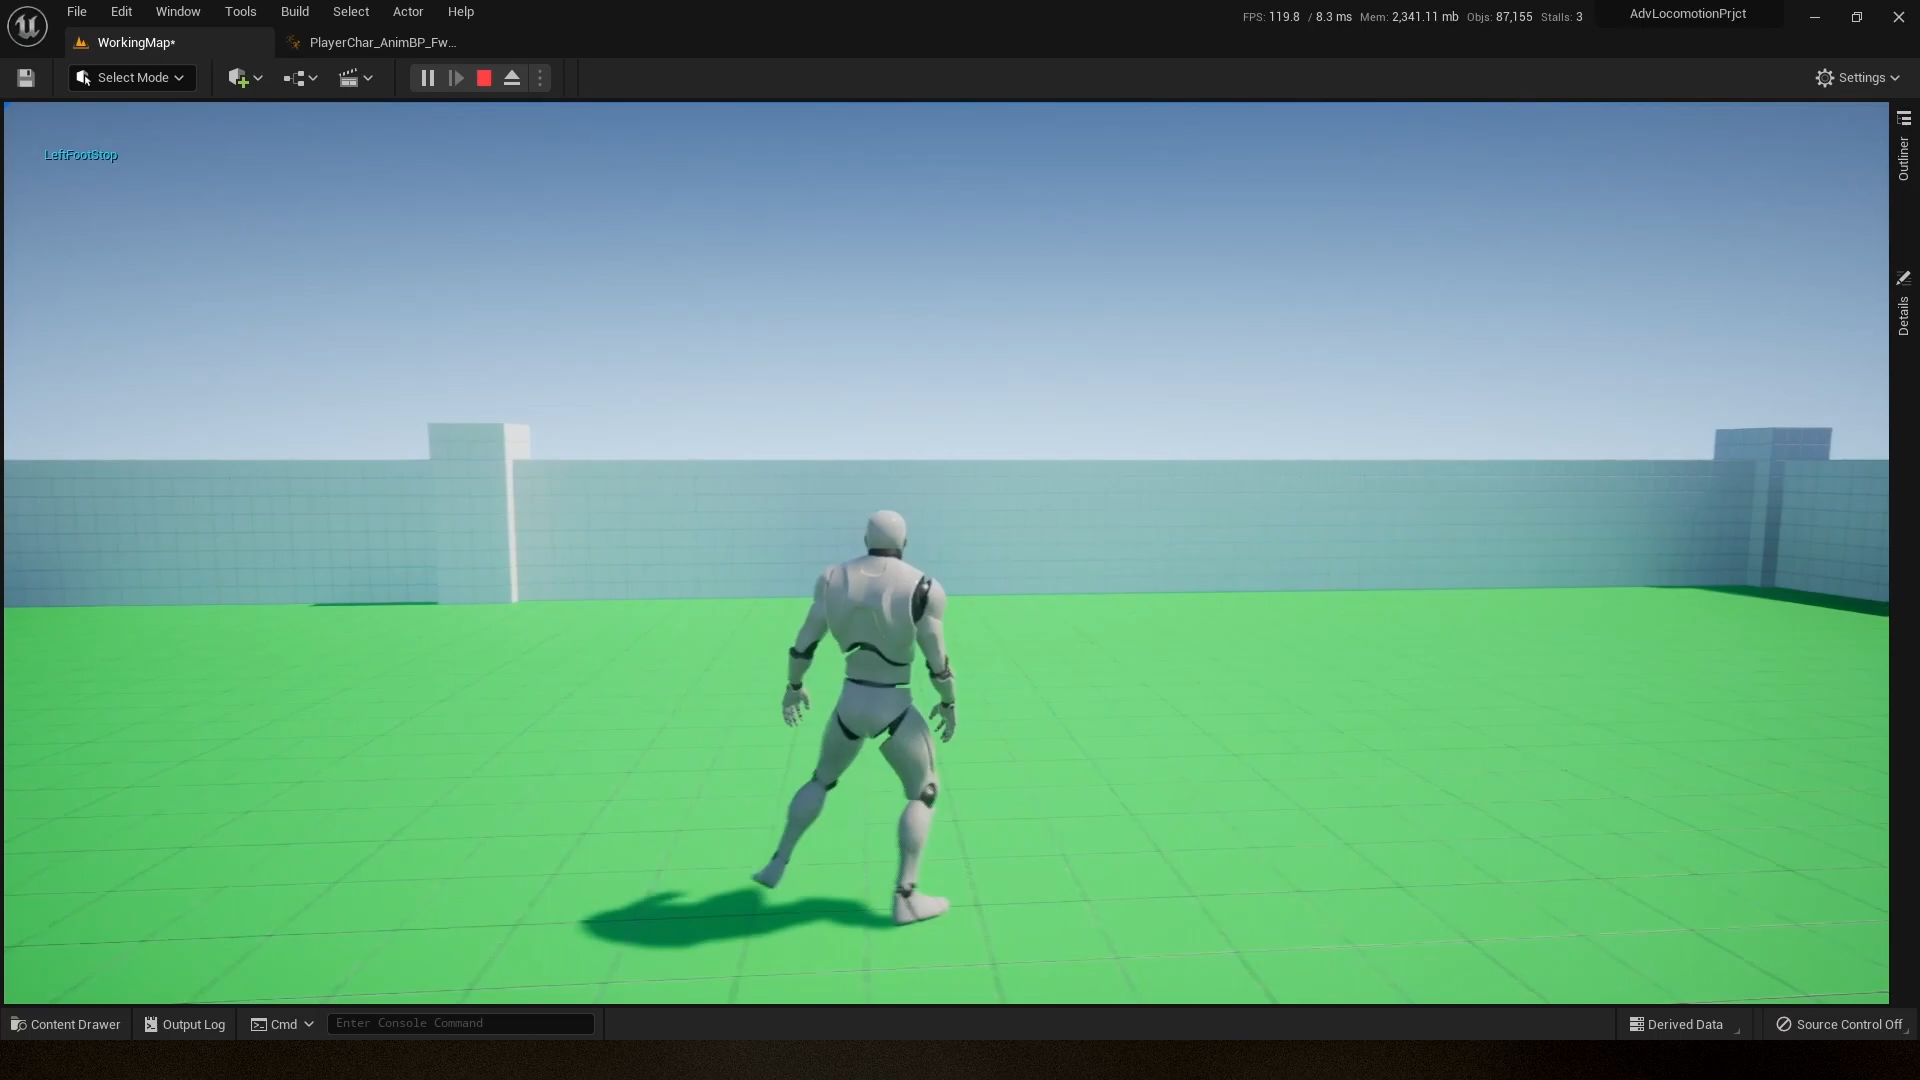 File Edit Window Tools Build Select Actor Help
FPS: 119.8 / 8.3 ms Mem: 2,341.11 mb Objs: 87,155 Stalls: 3
AdvLocomotionPrjct
WorkingMap*
PlayerChar_AnimBP_Fw...
Select Mode
Settings
LeftFootStop
Outliner
Details
Content Drawer
Output Log
Cmd
Enter Console Command
Derived Data
Source Control Off